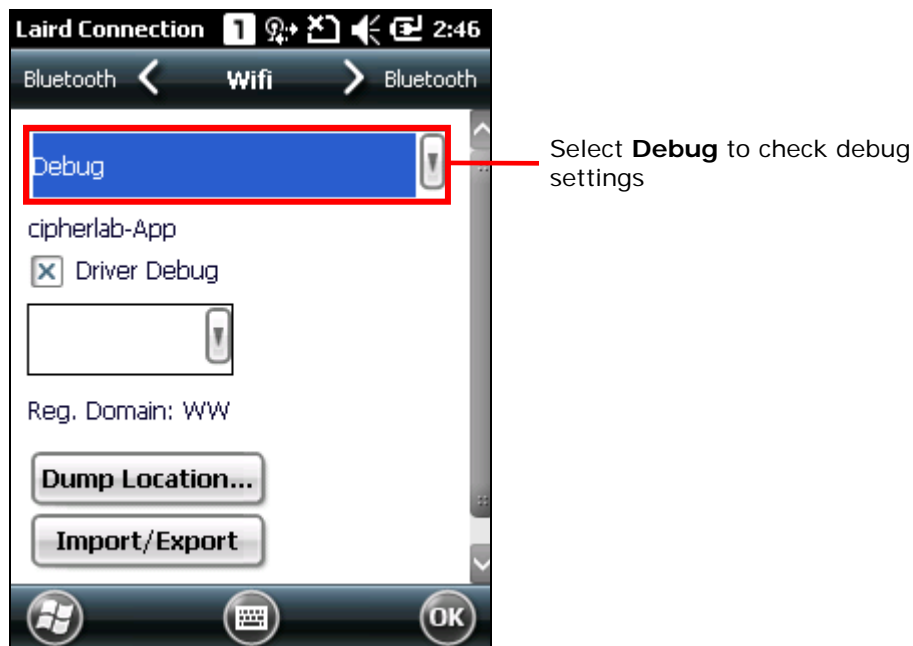 Laird Connection 1 2:46
Bluetooth Wifi Bluetooth
Debug
Select Debug to check debug
settings
cipherlab-App
Driver Debug
Reg. Domain: WW
Dump Location...
Import/Export
OK